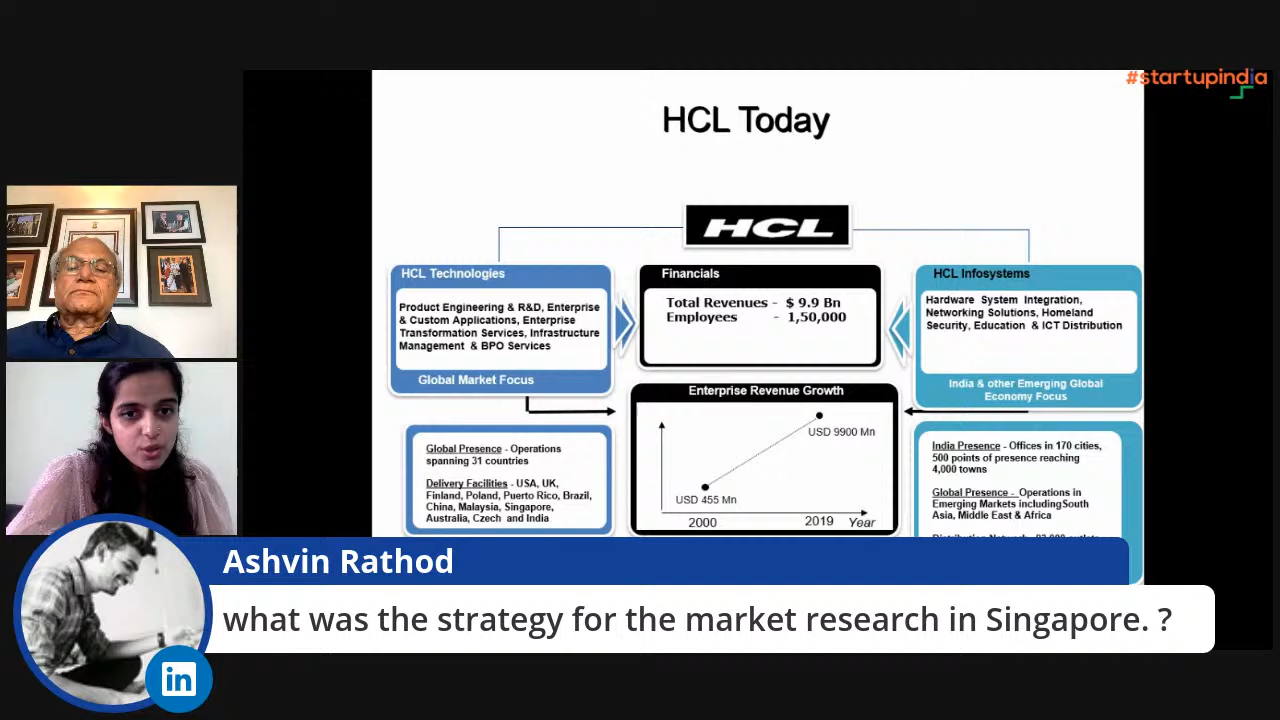 #startupindia
HCL Today
HCL
HCL Technologies
Product Engineering & R&D, Enterprise
& Custom Applications, Enterprise
Transformation Services, Infrastructure
Management & BPO Services
Global Market Focus
Financials
Total Revenues - $ 9.9 Bn
Employees - 1,50,000
HCL Infosystems
Hardware System Integration,
Networking Solutions, Homeland
Security, Education & ICT Distribution
India & other Emerging Global
Economy Focus
Global Presence - Operations
spanning 31 countries
Delivery Facilities - USA, UK,
Finland, Poland, Puerto Rico, Brazil,
China, Malaysia, Singapore,
Australia, Czech and India
Enterprise Revenue Growth
USD 9900 Mn
USD 455 Mn
2000
2019
Year
India Presence - Offices in 170 cities,
500 points of presence reaching
4,000 towns
Global Presence - Operations in
Emerging Markets includingSouth
Asia, Middle East & Africa
Ashvin Rathod
what was the strategy for the market research in Singapore. ?
in